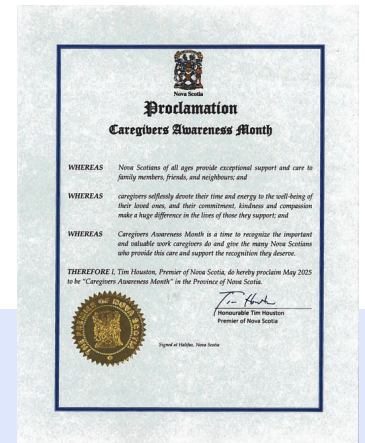 Nova Scotia
Proclamation
Caregivers Awareness Month
WHEREAS Nova Scotians of all ages provide exceptional support and care to
family members, friends, and neighbours; and
WHEREAS caregivers selflessly devote their time and energy to the well-being of
their loved ones, and their commitment, kindness and compassion
make a huge difference in the lives of those they support; and
WHEREAS Caregivers Awareness Month is a time to recognize the important
and valuable work caregivers do and give the many Nova Scotians
who provide this care and support the recognition they deserve.
THEREFORE I, Tim Houston, Premier of Nova Scotia, do hereby proclaim May 2025
to be "Caregivers Awareness Month" in the Province of Nova Scotia.
Honourable Tim Houston
Premier of Nova Scotia
Signed at Halifax, Nova Scotia